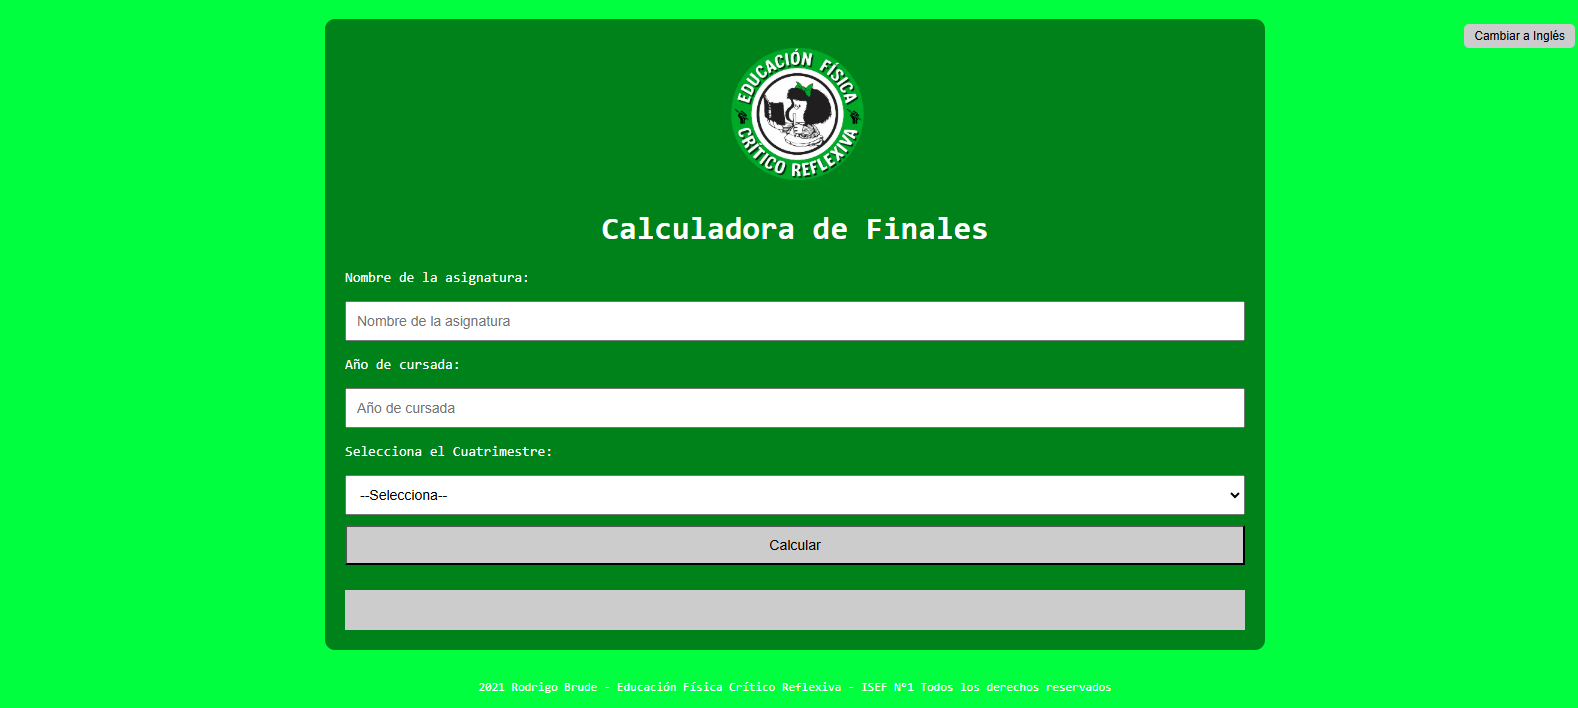 Cambiar a Inglés
EDUCACIÓN FÍSICA
CRÍTICO REFLEXIVA
Calculadora de Finales
Nombre de la asignatura:
Nombre de la asignatura
Año de cursada:
Año de cursada
Selecciona el Cuatrimestre:
--Selecciona--
Calcular
2021 Rodrigo Brude - Educación Física Crítico Reflexiva - ISEF Nº1 Todos los derechos reservados